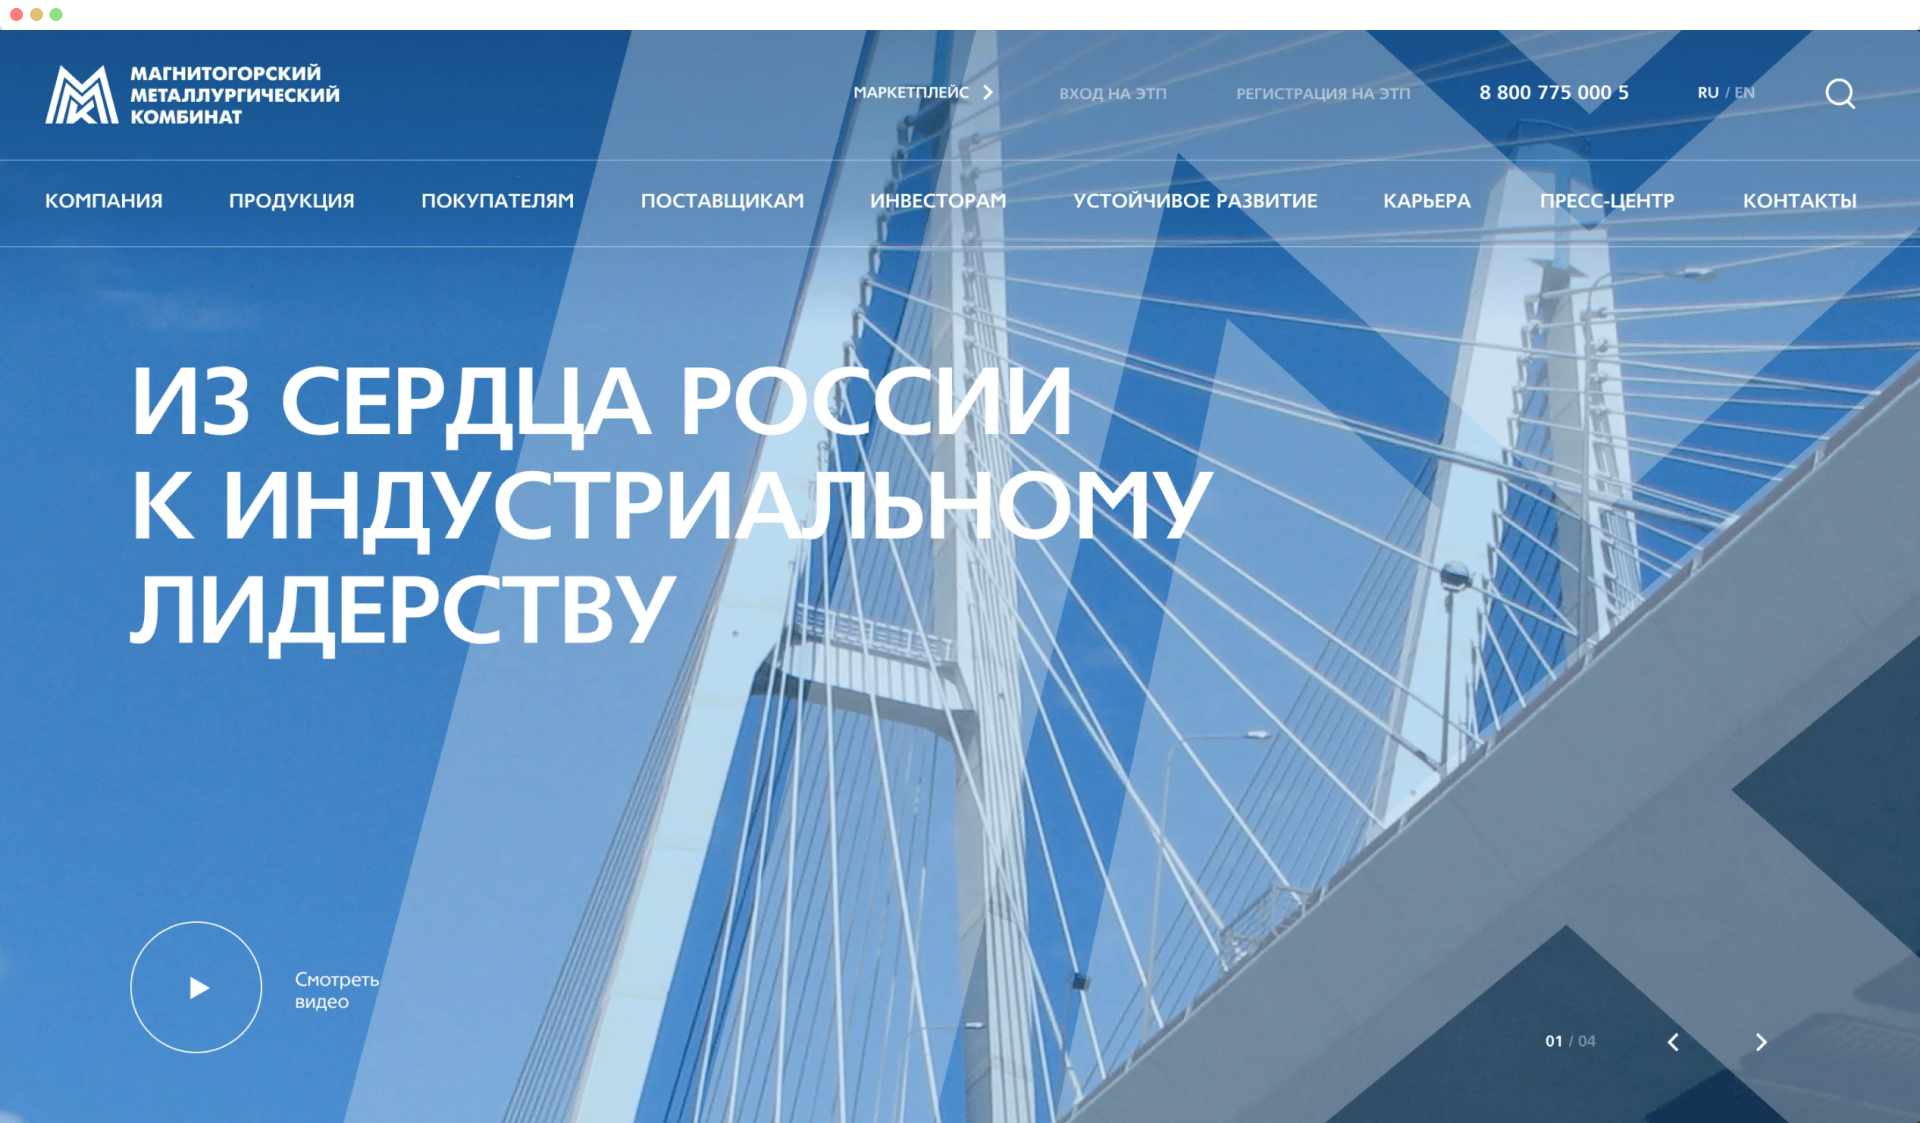 МАГНИТОГОРСКИЙ
МЕТАЛЛУРГИЧЕСКИЙ
КОМБИНАТ
МАРКЕТПЛЕЙС
ВХОД НА ЭТП
РЕГИСТРАЦИЯ НА ЭТП
8 800 775 000 5
RU / EN
КОМПАНИЯ
ПРОДУКЦИЯ
ПОКУПАТЕЛЯМ
ПОСТАВЩИКАМ
ИНВЕСТОРАМ
УСТОЙЧИВОЕ РАЗВИТИЕ
КАРЬЕРА
ПРЕСС-ЦЕНТР
КОНТАКТЫ
ИЗ СЕРДЦА РОССИИ
К ИНДУСТРИАЛЬНОМУ
ЛИДЕРСТВУ
Смотреть
видео
01 / 04